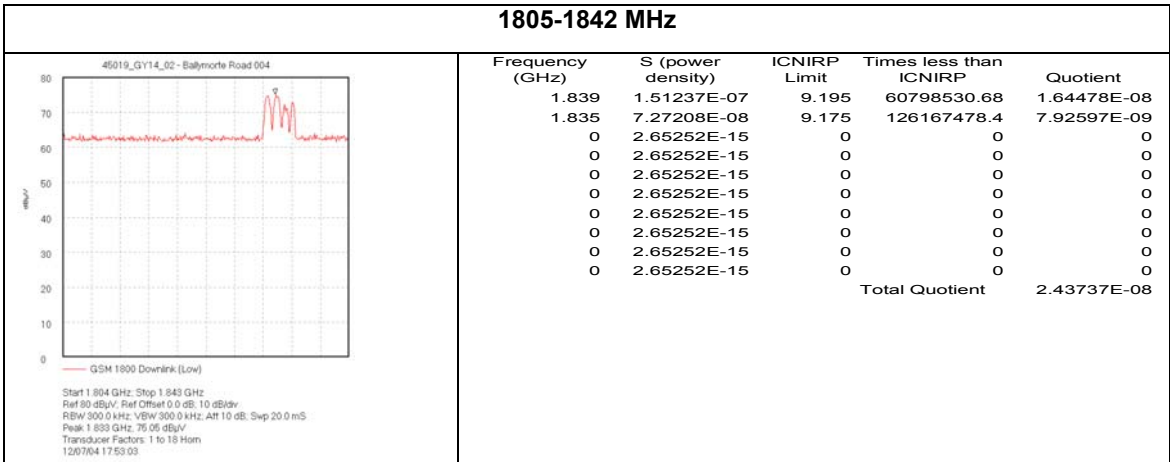 1805-1842 MHz
45019_GY14_02 - Ballymorte Road 004
80
70
60
50
40
30
20
10
0
dBµV
GSM 1800 Downlink (Low)
Start 1.804 GHz; Stop 1.843 GHz
Ref 80 dBµV; Ref Offset 0.0 dB; 10 dB/div
RBW 300.0 kHz; VBW 300.0 kHz; Att 10 dB; Swp 20.0 mS
Peak 1.833 GHz, 75.05 dBµV
Transducer Factors: 1 to 18 Horn
12/07/04 17:53:03
Frequency (GHz) S (power density) ICNIRP Limit Times less than ICNIRP Quotient
1.839 1.51237E-07 9.195 60798530.68 1.64478E-08
1.835 7.27208E-08 9.175 126167478.4 7.92597E-09
0 2.65252E-15 0 0 0
0 2.65252E-15 0 0 0
0 2.65252E-15 0 0 0
0 2.65252E-15 0 0 0
0 2.65252E-15 0 0 0
0 2.65252E-15 0 0 0
0 2.65252E-15 0 0 0
0 2.65252E-15 0 0 0
Total Quotient 2.43737E-08